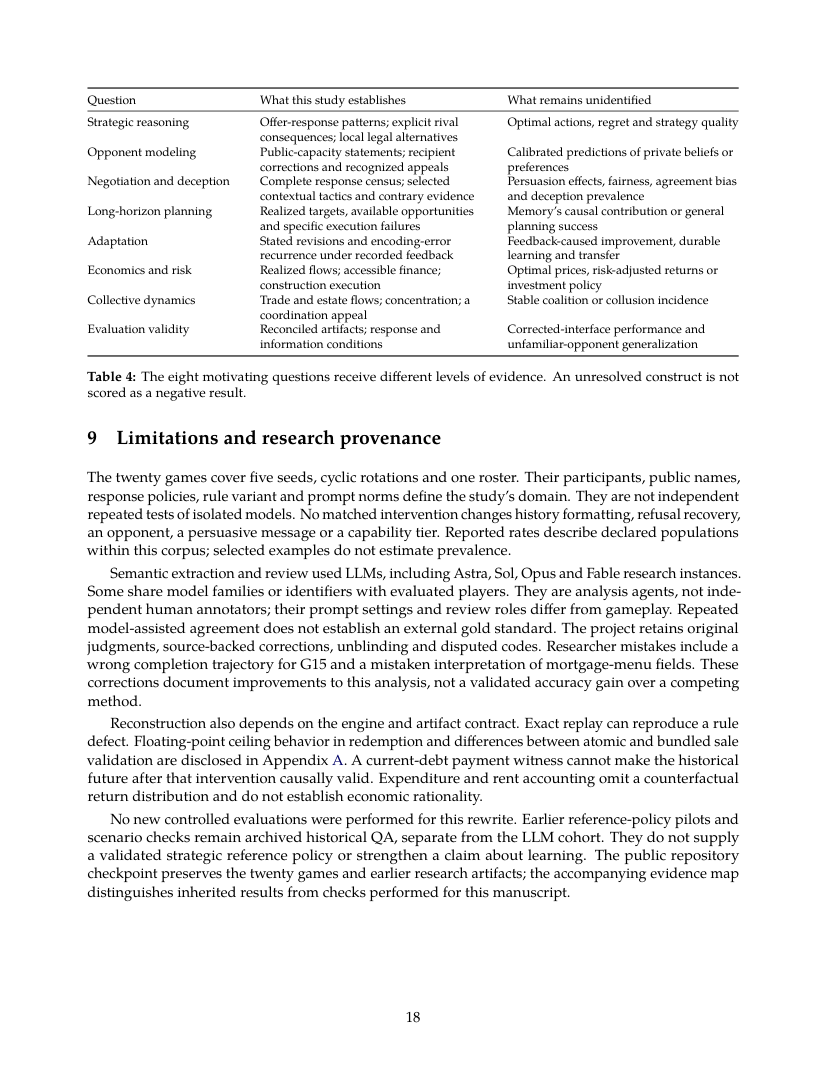 Question What this study establishes What remains unidentified
Strategic reasoning Offer-response patterns; explicit rival Optimal actions, regret and strategy quality
consequences; local legal alternatives
Opponent modeling Public-capacity statements; recipient Calibrated predictions of private beliefs or
corrections and recognized appeals preferences
Negotiation and deception Complete response census; selected Persuasion effects, fairness, agreement bias
contextual tactics and contrary evidence and deception prevalence
Long-horizon planning Realized targets, available opportunities Memory's causal contribution or general
and specific execution failures planning success
Adaptation Stated revisions and encoding-error Feedback-caused improvement, durable
recurrence under recorded feedback learning and transfer
Economics and risk Realized flows; accessible finance; Optimal prices, risk-adjusted returns or
construction execution investment policy
Collective dynamics Trade and estate flows; concentration; a Stable coalition or collusion incidence
coordination appeal
Evaluation validity Reconciled artifacts; response and Corrected-interface performance and
information conditions unfamiliar-opponent generalization
Table 4: The eight motivating questions receive different levels of evidence. An unresolved construct is not
scored as a negative result.
9 Limitations and research provenance
The twenty games cover five seeds, cyclic rotations and one roster. Their participants, public names,
response policies, rule variant and prompt norms define the study's domain. They are not independent
repeated tests of isolated models. No matched intervention changes history formatting, refusal recovery,
an opponent, a persuasive message or a capability tier. Reported rates describe declared populations
within this corpus; selected examples do not estimate prevalence.
Semantic extraction and review used LLMs, including Astra, Sol, Opus and Fable research instances.
Some share model families or identifiers with evaluated players. They are analysis agents, not inde-
pendent human annotators; their prompt settings and review roles differ from gameplay. Repeated
model-assisted agreement does not establish an external gold standard. The project retains original
judgments, source-backed corrections, unblinding and disputed codes. Researcher mistakes include a
wrong completion trajectory for G15 and a mistaken interpretation of mortgage-menu fields. These
corrections document improvements to this analysis, not a validated accuracy gain over a competing
method.
Reconstruction also depends on the engine and artifact contract. Exact replay can reproduce a rule
defect. Floating-point ceiling behavior in redemption and differences between atomic and bundled sale
validation are disclosed in Appendix A. A current-debt payment witness cannot make the historical
future after that intervention causally valid. Expenditure and rent accounting omit a counterfactual
return distribution and do not establish economic rationality.
No new controlled evaluations were performed for this rewrite. Earlier reference-policy pilots and
scenario checks remain archived historical QA, separate from the LLM cohort. They do not supply
a validated strategic reference policy or strengthen a claim about learning. The public repository
checkpoint preserves the twenty games and earlier research artifacts; the accompanying evidence map
distinguishes inherited results from checks performed for this manuscript.
18